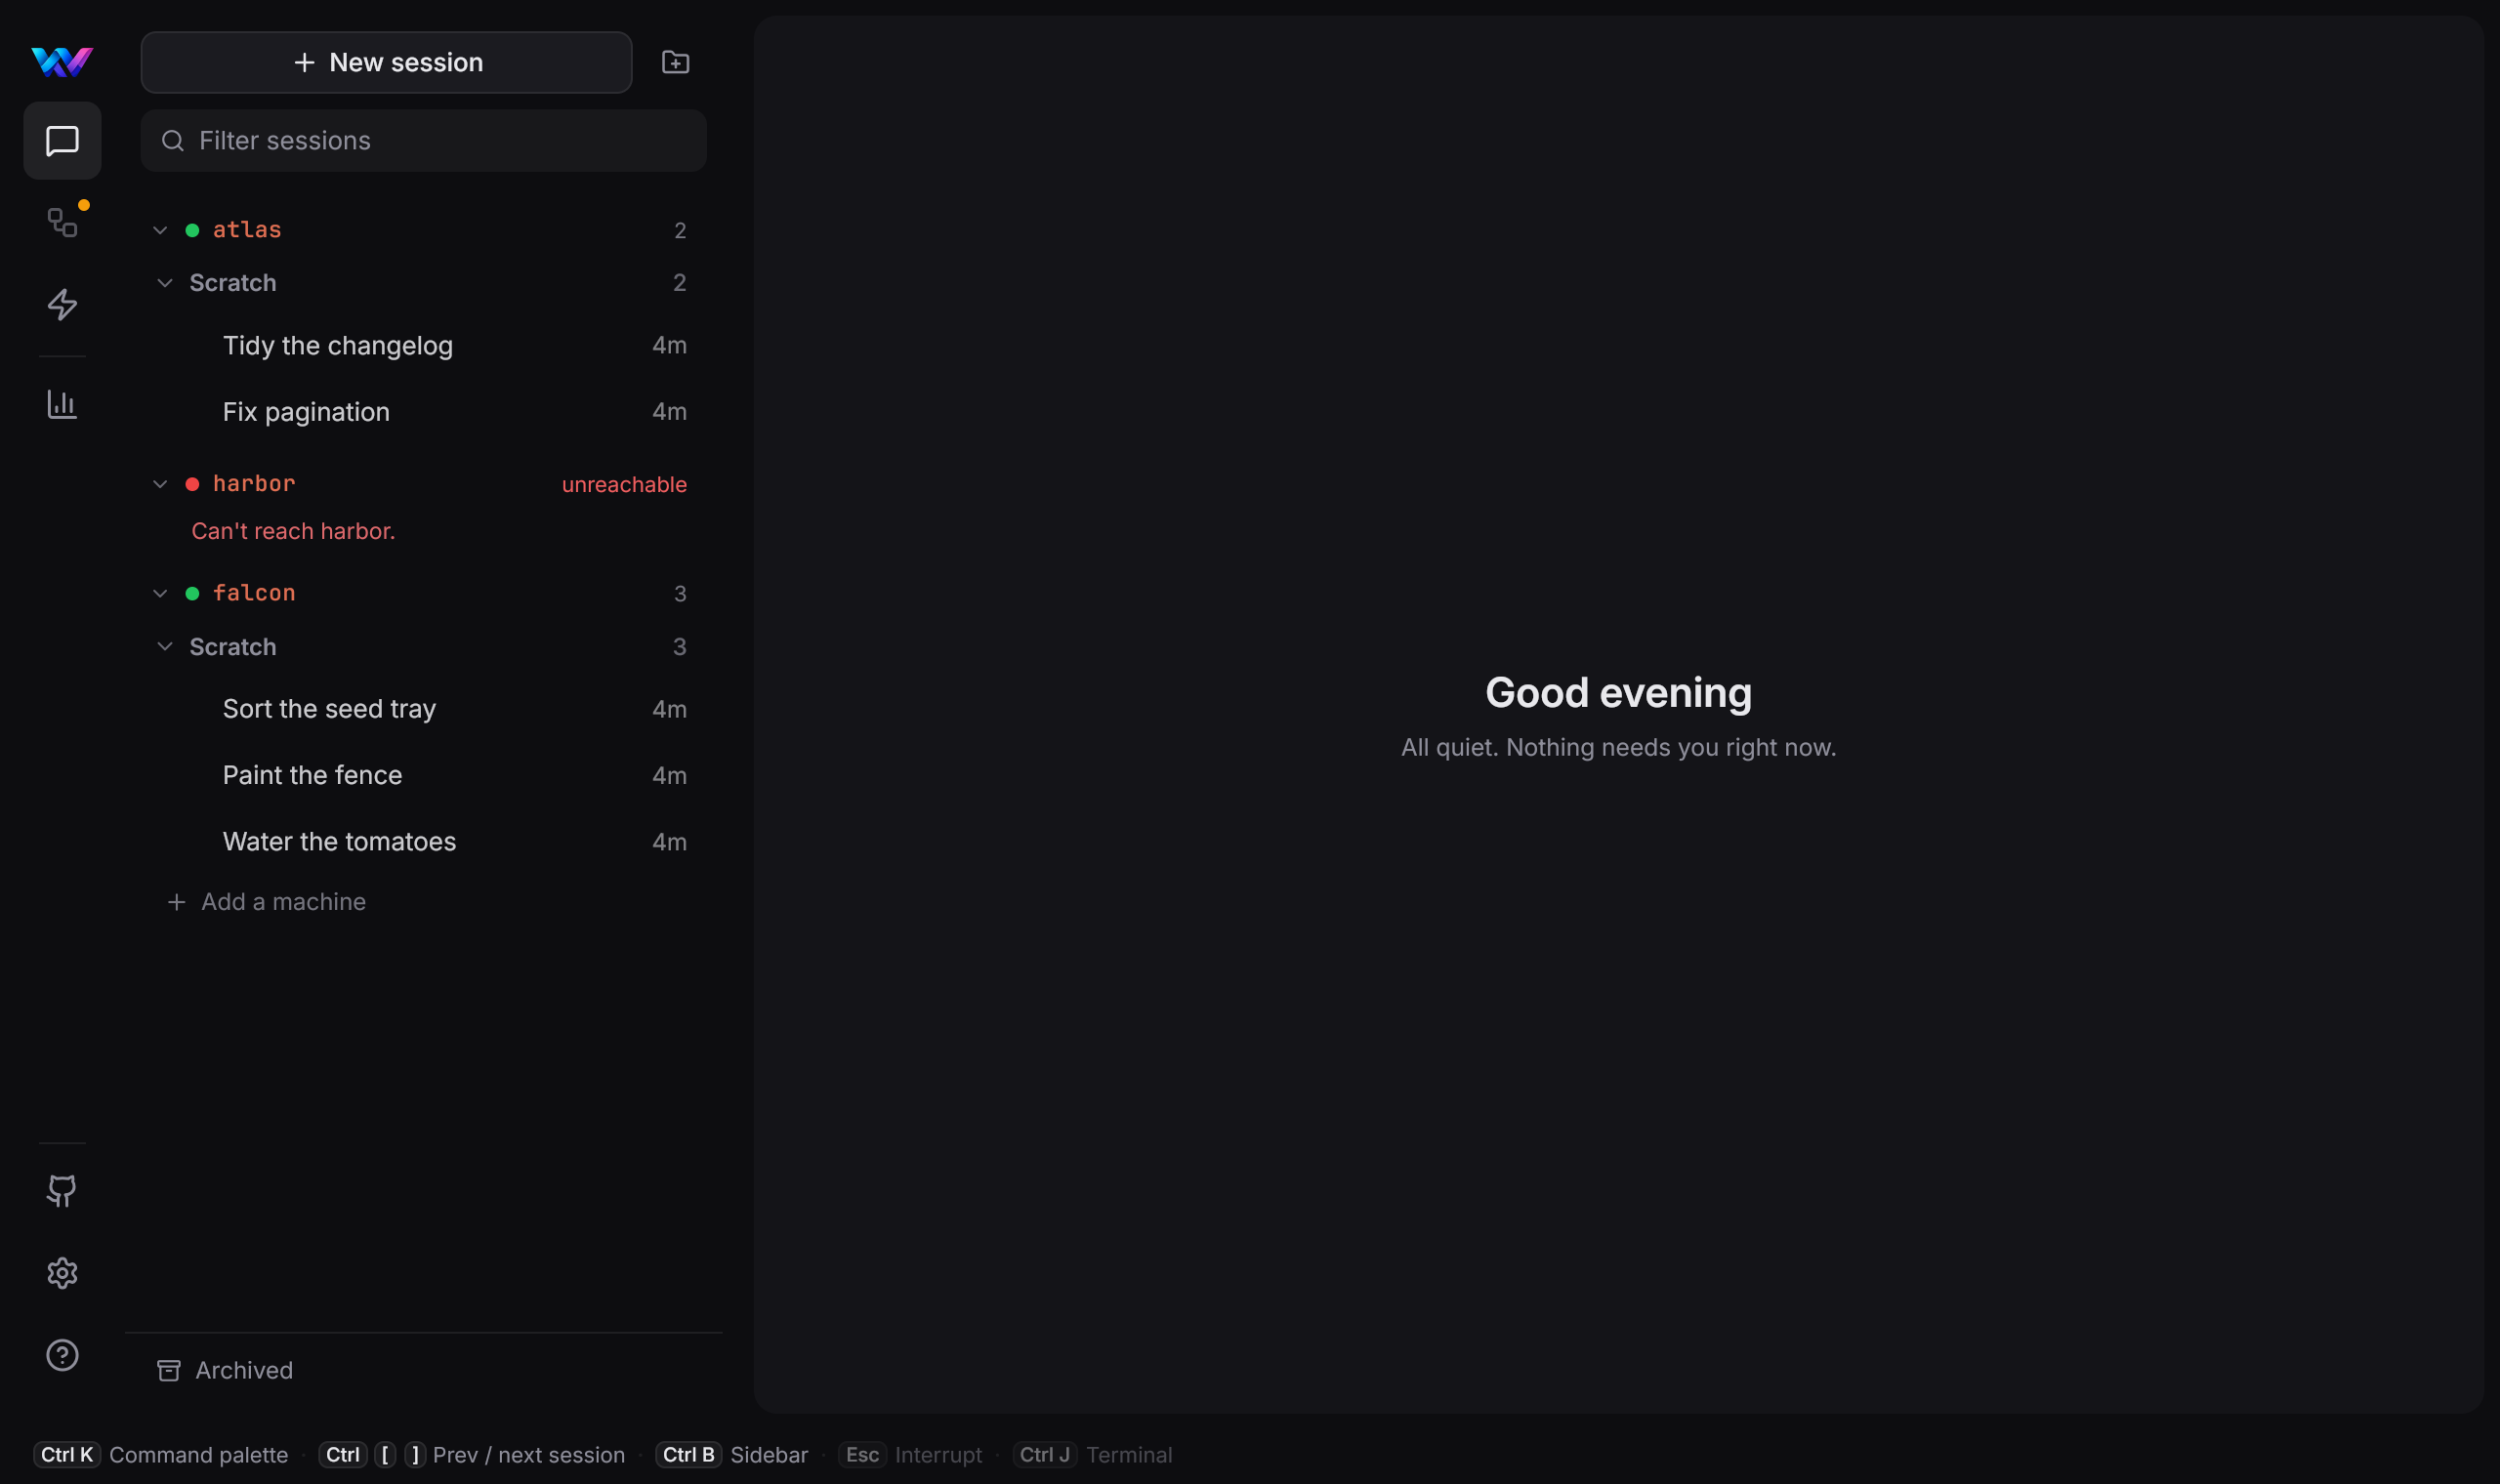 New session
Filter sessions
atlas 2
Scratch 2
Tidy the changelog 4m
Fix pagination 4m
harbor unreachable
Can't reach harbor.
falcon 3
Scratch 3
Sort the seed tray 4m
Paint the fence 4m
Water the tomatoes 4m
Add a machine
Archived
Good evening
All quiet. Nothing needs you right now.
Ctrl K Command palette · Ctrl [ ] Prev / next session · Ctrl B Sidebar · Esc Interrupt · Ctrl J Terminal